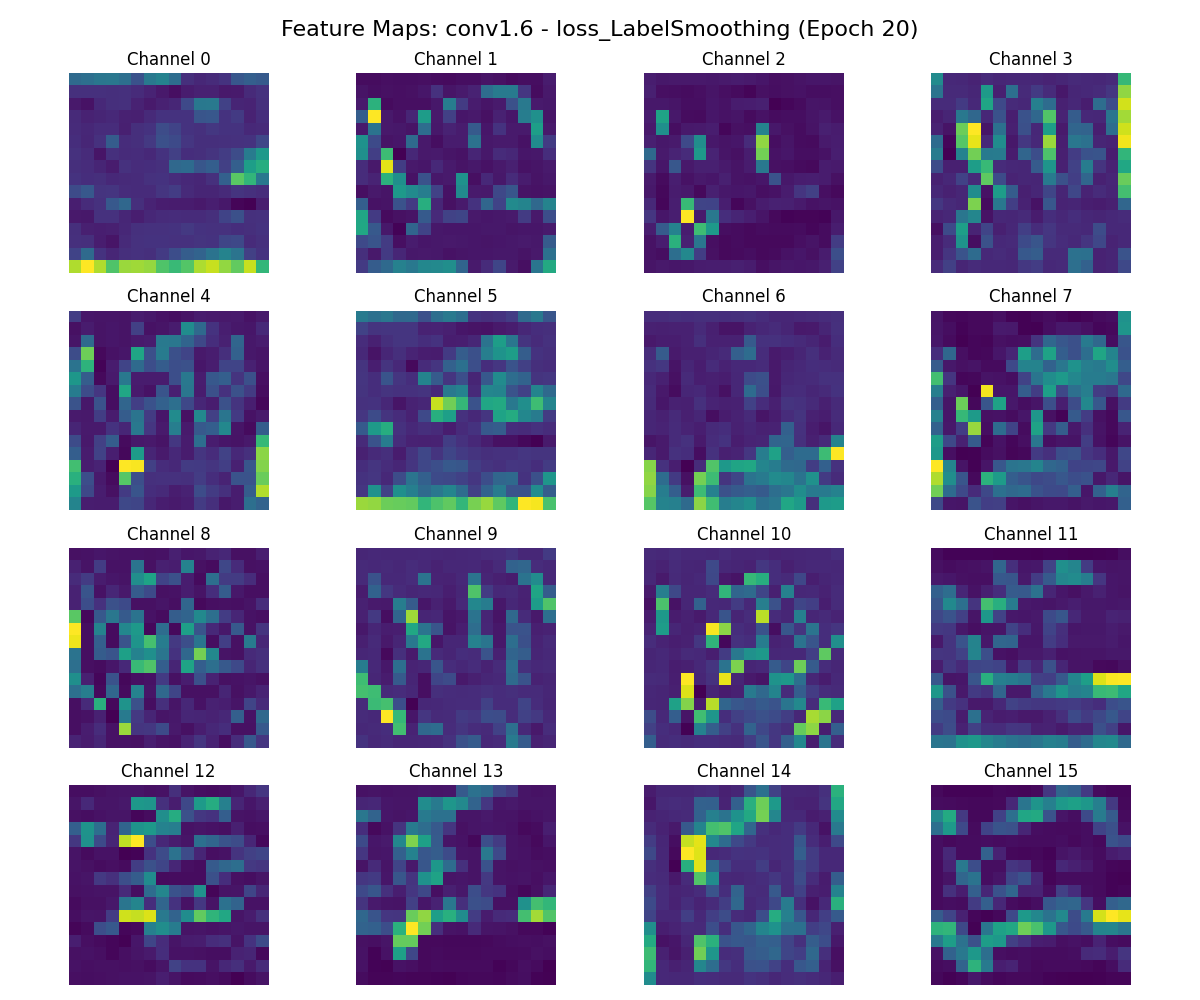 Feature Maps: conv1.6 - loss_LabelSmoothing (Epoch 20)
Channel 0
Channel 1
Channel 2
Channel 3
Channel 4
Channel 5
Channel 6
Channel 7
Channel 8
Channel 9
Channel 10
Channel 11
Channel 12
Channel 13
Channel 14
Channel 15